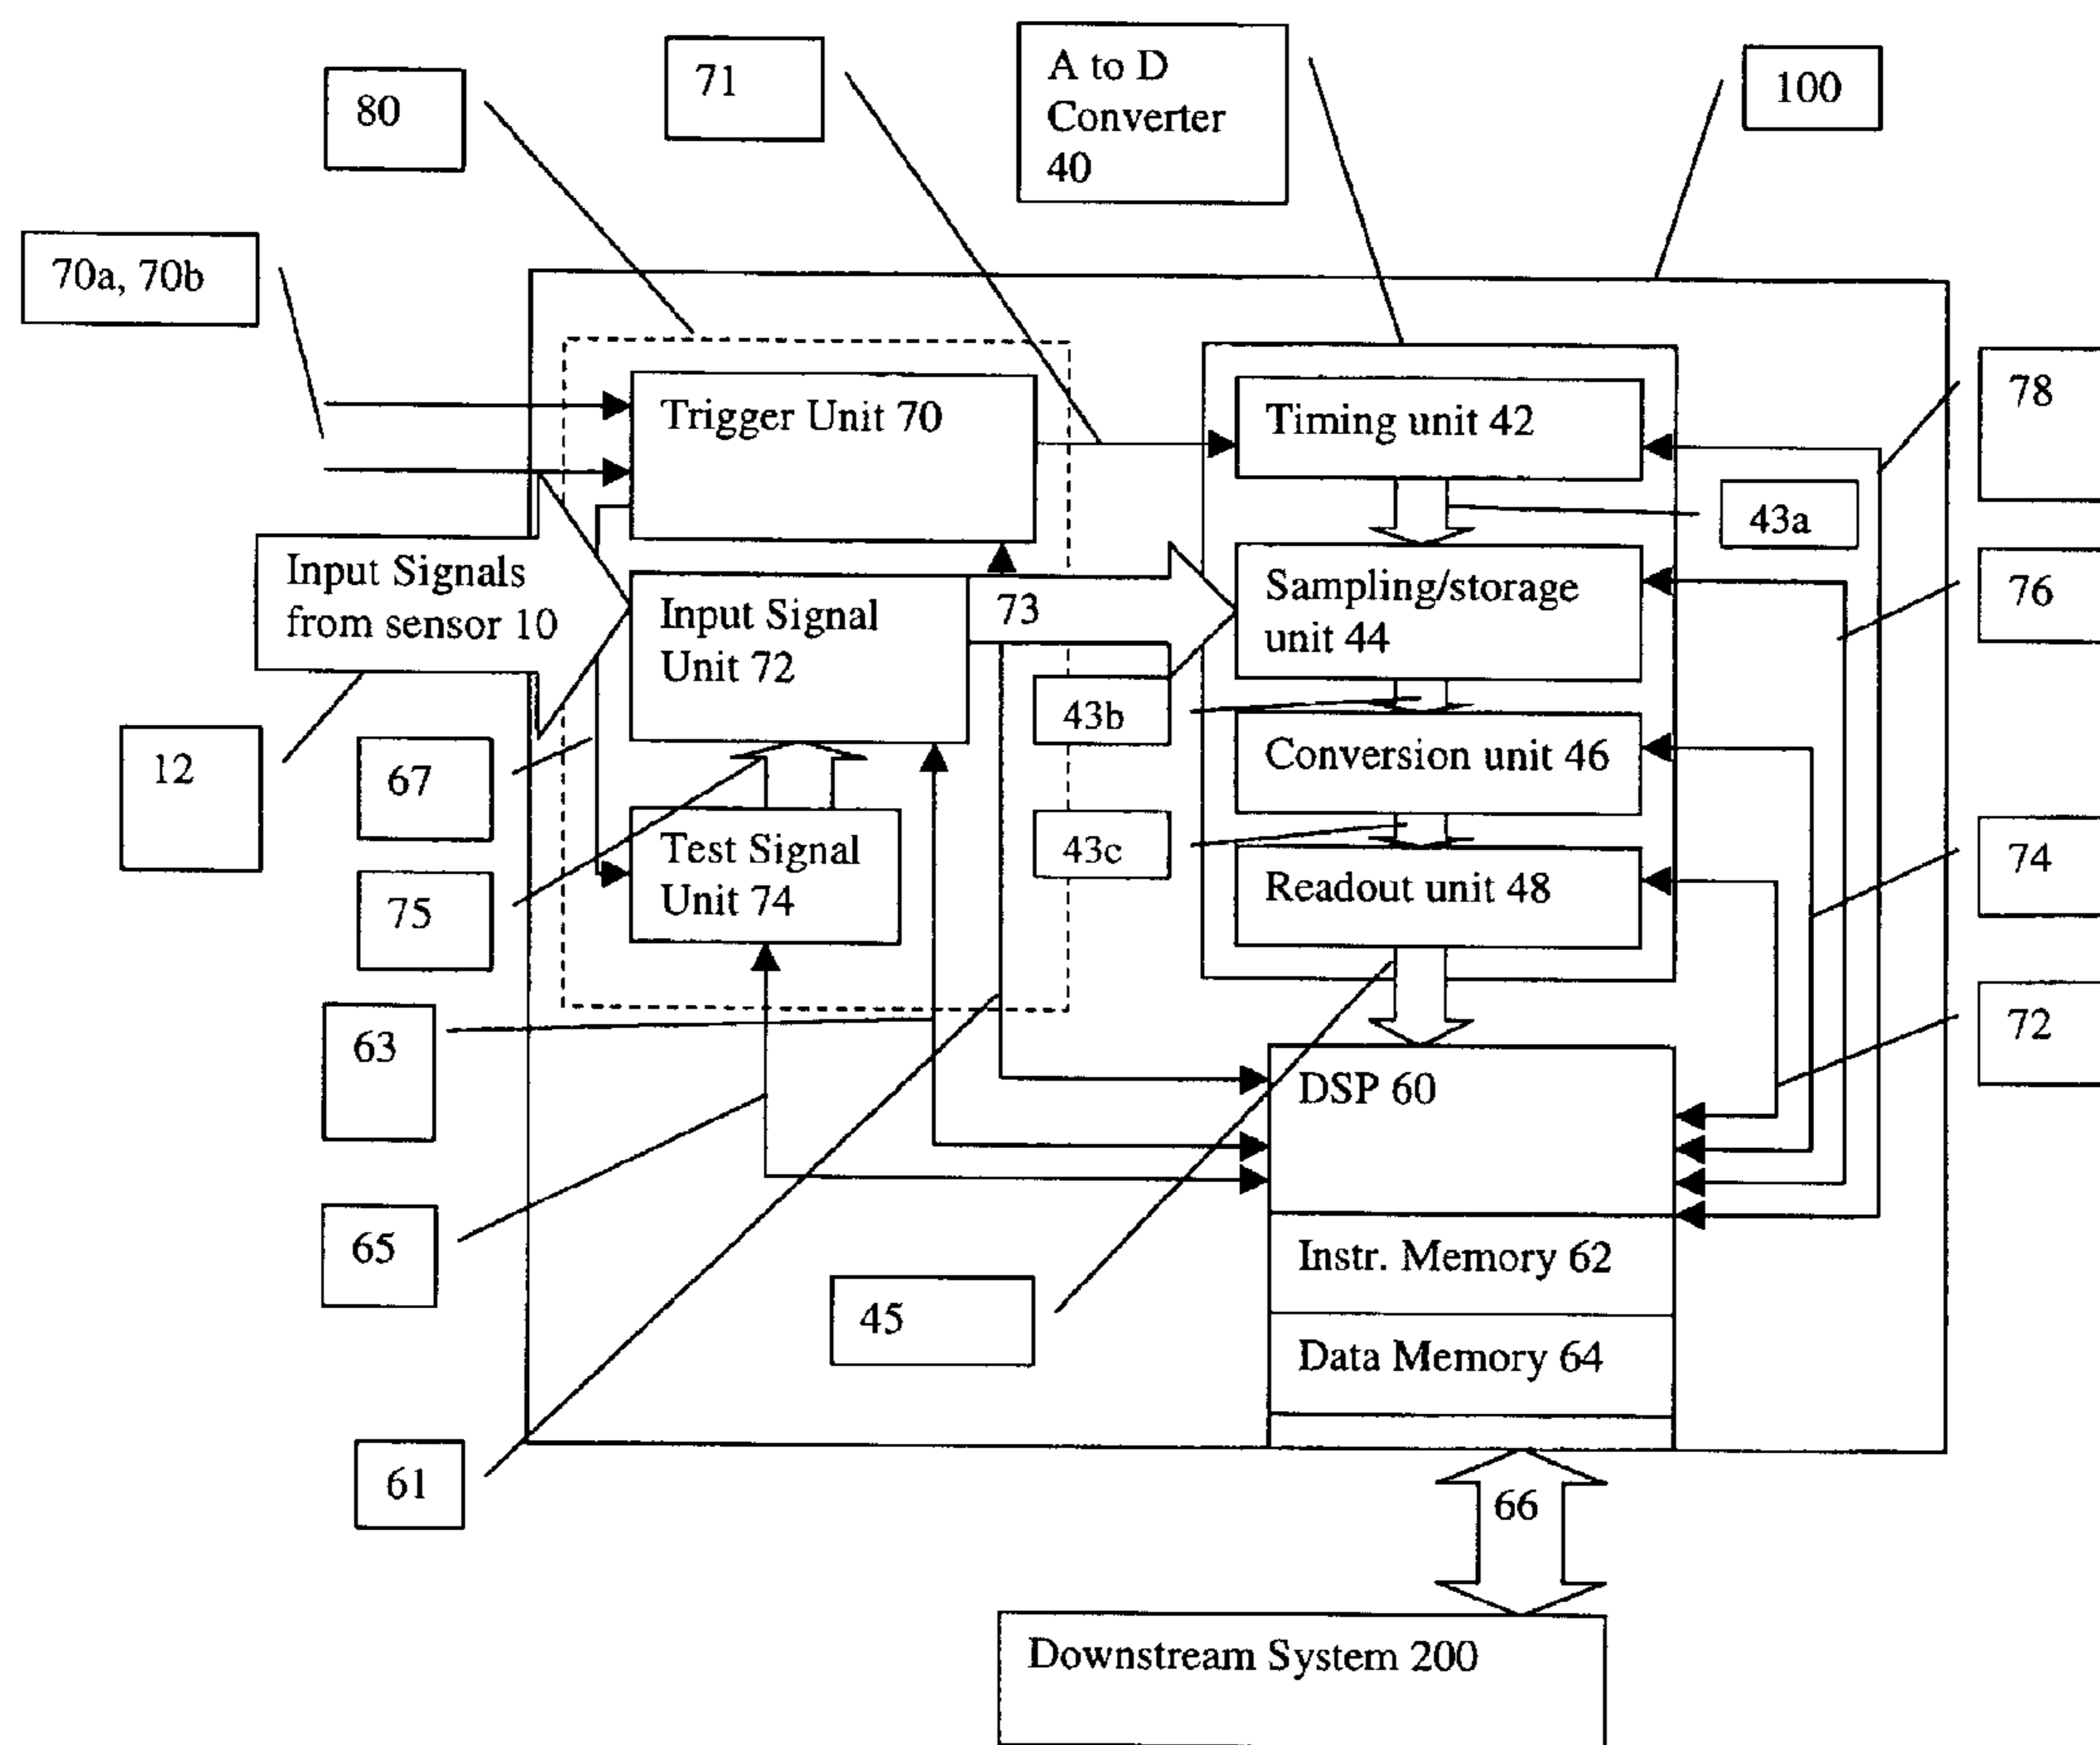 80
71
A to D
Converter
40
100
70a, 70b
Trigger Unit 70
Timing unit 42
78
43a
Input Signals
from sensor 10
Input Signal
Unit 72
73
Sampling/storage
unit 44
76
43b
12
67
Conversion unit 46
74
43c
75
Test Signal
Unit 74
Readout unit 48
63
72
DSP 60
65
Instr. Memory 62
45
Data Memory 64
61
66
Downstream System 200